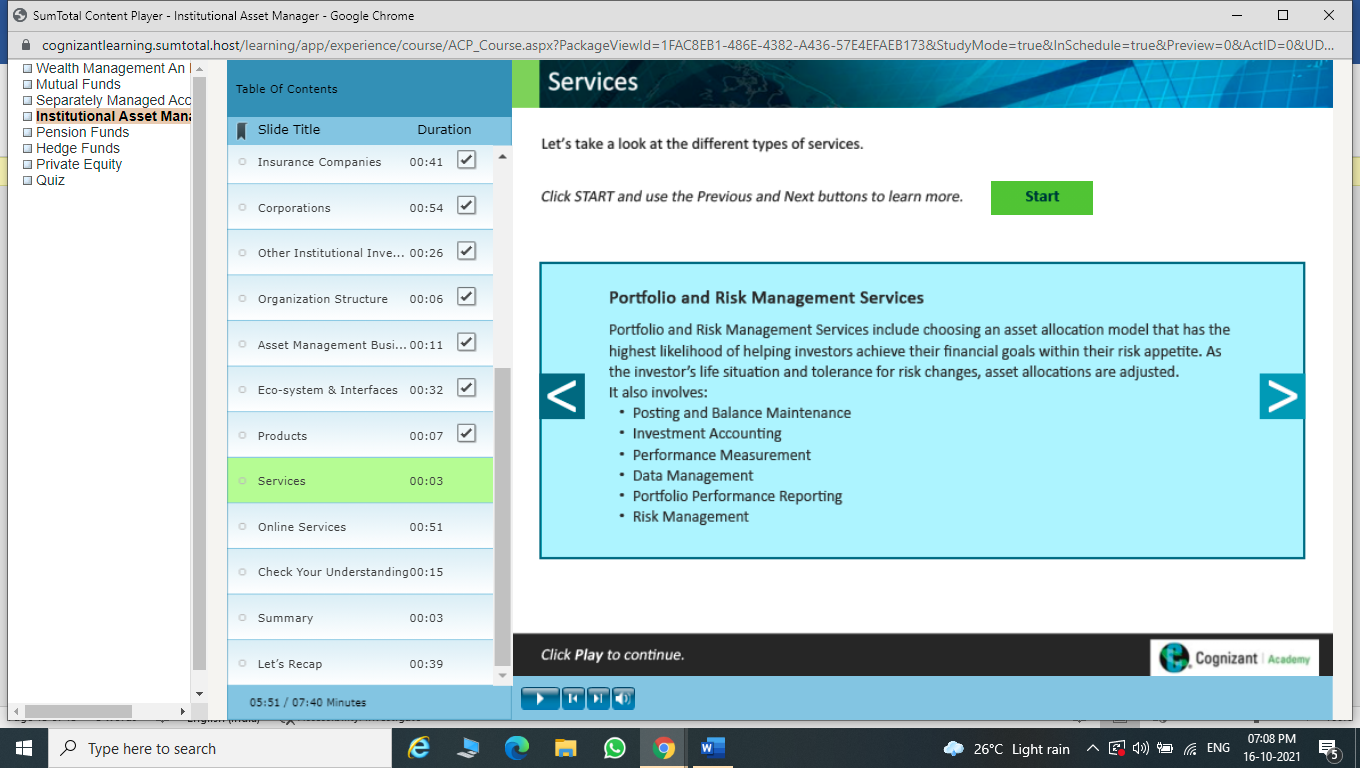 SumTotal Content Player - Institutional Asset Manager - Google Chrome
cognizantlearning.sumtotal.host/learning/app/experience/course/ACP_Course.aspx?PackageViewId=1FAC8EB1-486E-4382-A436-57E4EFAEB173&StudyMode=true&InSchedule=true&Preview=0&ActID=0&UD...
Wealth Management An
Mutual Funds
Separately Managed Acc
Institutional Asset Mana
Pension Funds
Hedge Funds
Private Equity
Quiz
Table Of Contents
Slide Title Duration
Insurance Companies 00:41
Corporations 00:54
Other Institutional Inve... 00:26
Organization Structure 00:06
Asset Management Busi... 00:11
Eco-system & Interfaces 00:32
Products 00:07
Services 00:03
Online Services 00:51
Check Your Understanding 00:15
Summary 00:03
Let's Recap 00:39
05:51 / 07:40 Minutes
Services
Let's take a look at the different types of services.
Click START and use the Previous and Next buttons to learn more.
Start
Portfolio and Risk Management Services
Portfolio and Risk Management Services include choosing an asset allocation model that has the
highest likelihood of helping investors achieve their financial goals within their risk appetite. As
the investor's life situation and tolerance for risk changes, asset allocations are adjusted.
It also involves:
• Posting and Balance Maintenance
• Investment Accounting
• Performance Measurement
• Data Management
• Portfolio Performance Reporting
• Risk Management
< >
Click Play to continue.
Cognizant | Academy
Type here to search
26°C Light rain
ENG
07:08 PM
16-10-2021
5